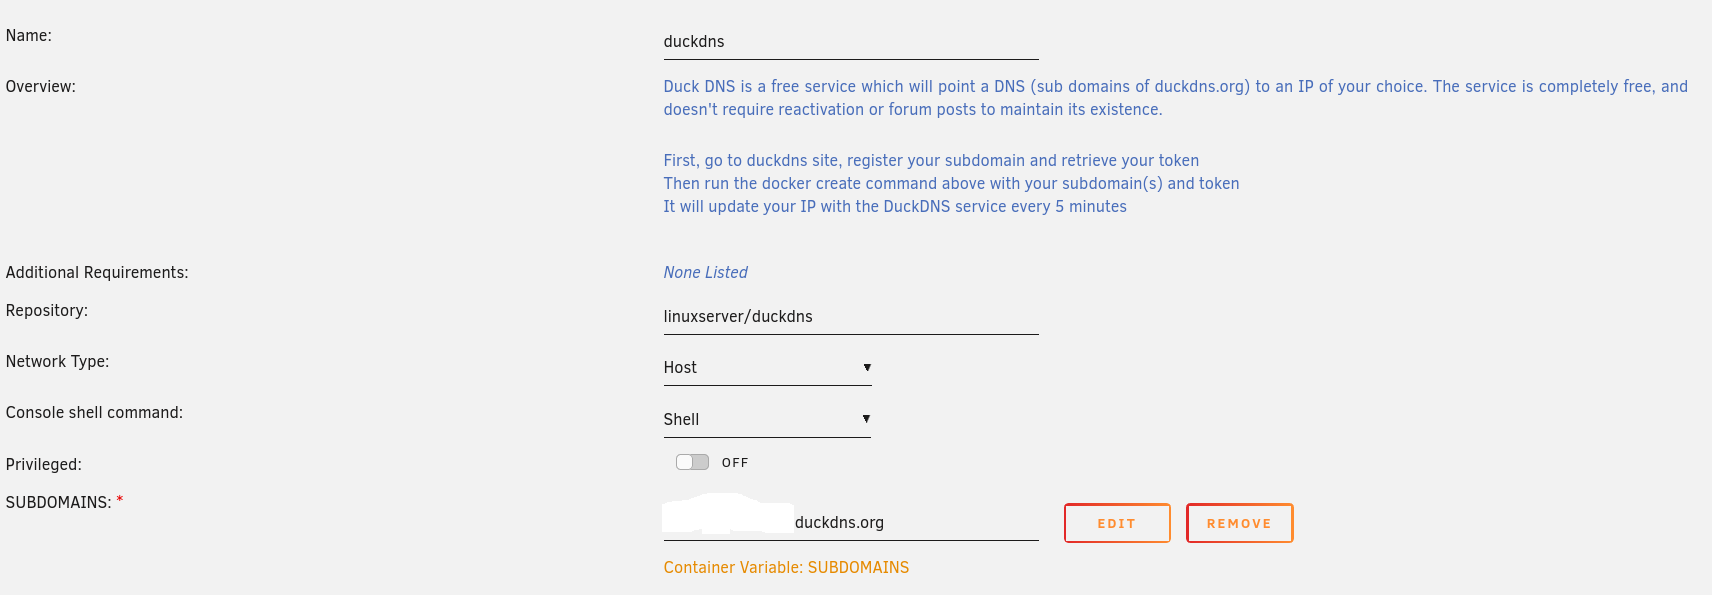 Name:
duckdns
Overview:
Duck DNS is a free service which will point a DNS (sub domains of duckdns.org) to an IP of your choice. The service is completely free, and
doesn't require reactivation or forum posts to maintain its existence.
First, go to duckdns site, register your subdomain and retrieve your token
Then run the docker create command above with your subdomain(s) and token
It will update your IP with the DuckDNS service every 5 minutes
Additional Requirements:
None Listed
Repository:
linuxserver/duckdns
Network Type:
Host
Console shell command:
Shell
Privileged:
OFF
SUBDOMAINS: *
duckdns.org
EDIT
REMOVE
Container Variable: SUBDOMAINS